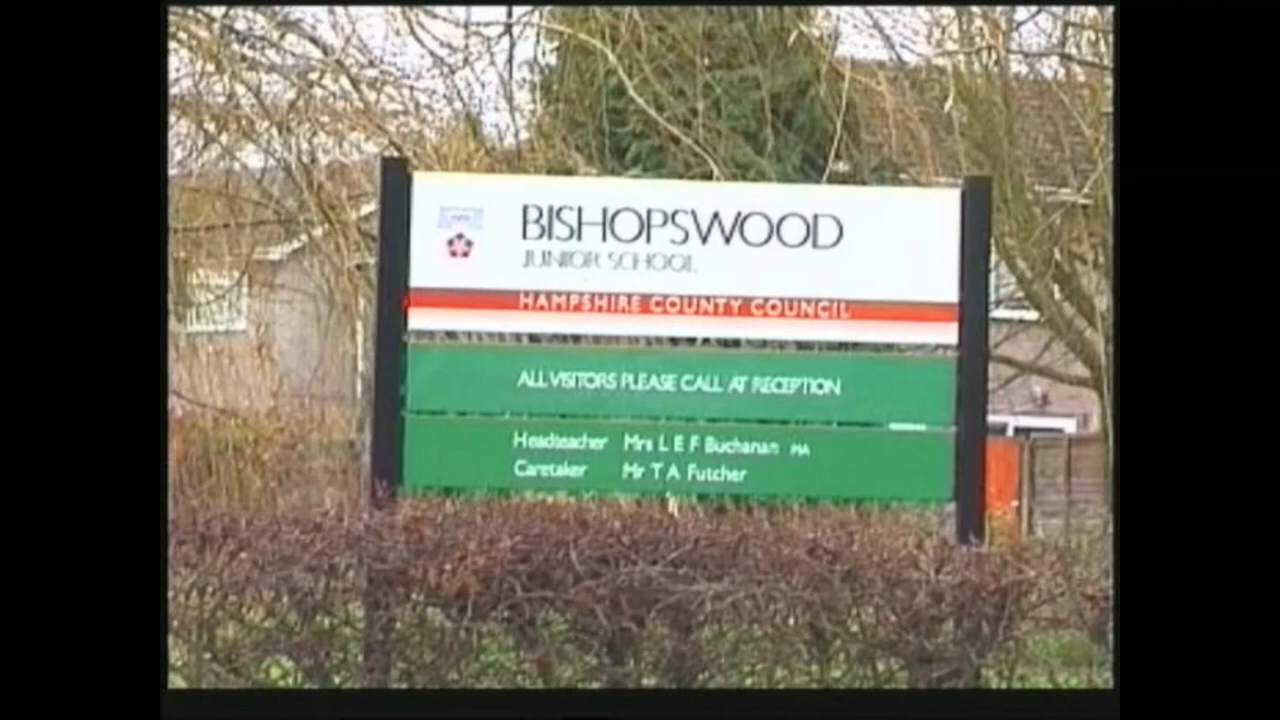 BISHOPSWOOD
JUNIOR SCHOOL
HAMPSHIRE COUNTY COUNCIL
ALL VISITORS PLEASE CALL AT RECEPTION
Headteacher Mrs L E F Buchanan MA
Caretaker Mr T A Futcher